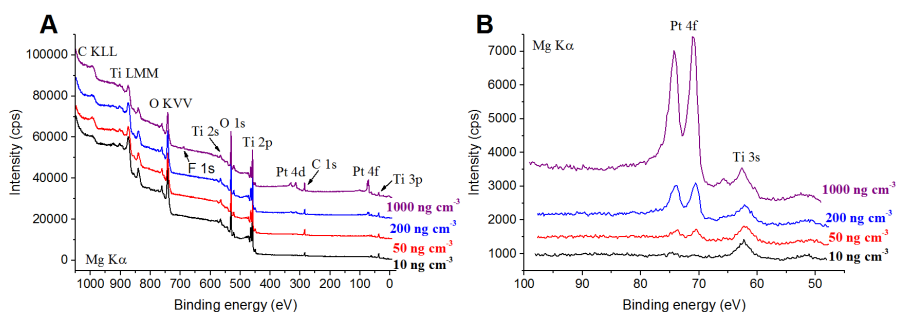 A
C KLL
Ti LMM
O KVV
F 1s
Ti 2s
O 1s
Ti 2p
Pt 4d
C 1s
Pt 4f
Ti 3p
1000 ng cm⁻³
200 ng cm⁻³
50 ng cm⁻³
10 ng cm⁻³
Mg Kα
100000
80000
60000
40000
20000
0
Intensity (cps)
1000 900 800 700 600 500 400 300 200 100 0
Binding energy (eV)
B
Mg Kα
Pt 4f
Ti 3s
1000 ng cm⁻³
200 ng cm⁻³
50 ng cm⁻³
10 ng cm⁻³
7000
6000
5000
4000
3000
2000
1000
Intensity (cps)
100 90 80 70 60 50
Binding energy (eV)